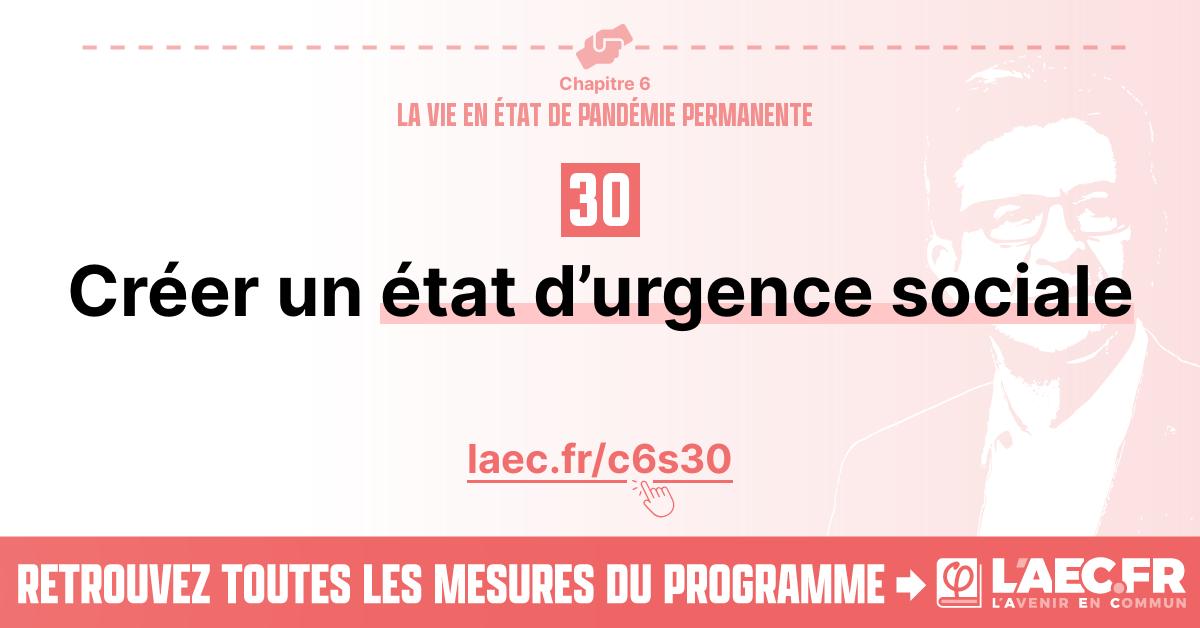 Chapitre 6
LA VIE EN ÉTAT DE PANDÉMIE PERMANENTE
30
Créer un état d’urgence sociale
laec.fr/c6s30
RETROUVEZ TOUTES LES MESURES DU PROGRAMME
L'AEC.FR
L'AVENIR EN COMMUN